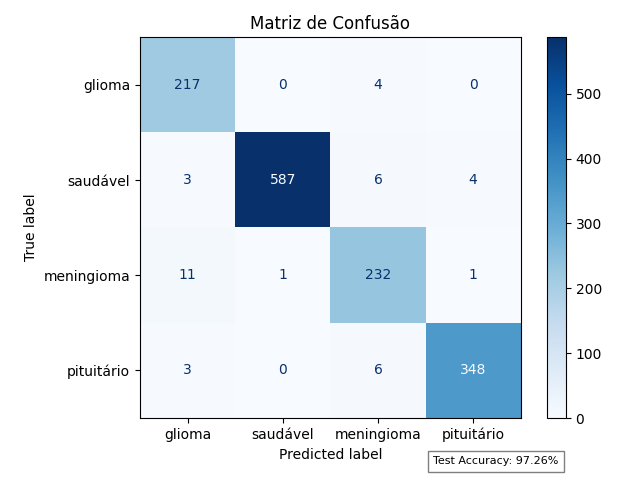 Matriz de Confusão
True label
glioma 217 0 4 0
saudável 3 587 6 4
meningioma 11 1 232 1
pituitário 3 0 6 348
glioma saudável meningioma pituitário
Predicted label
500
400
300
200
100
0
Test Accuracy: 97.26%